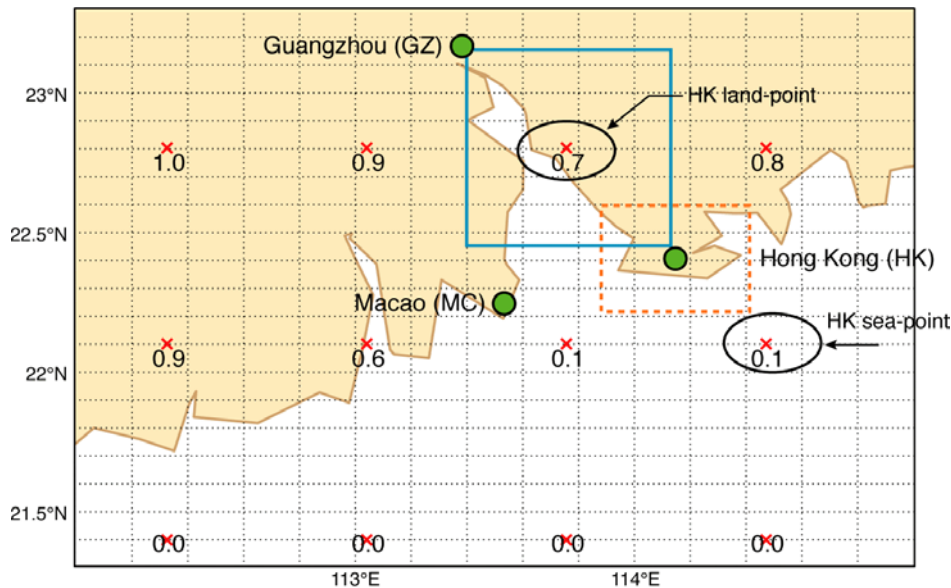 Guangzhou (GZ)
23°N
HK land-point
1.0
0.9
0.7
0.8
22.5°N
Hong Kong (HK)
Macao (MC)
HK sea-point
0.9
0.6
0.1
0.1
22°N
21.5°N
0.0
0.0
0.0
0.0
113°E
114°E